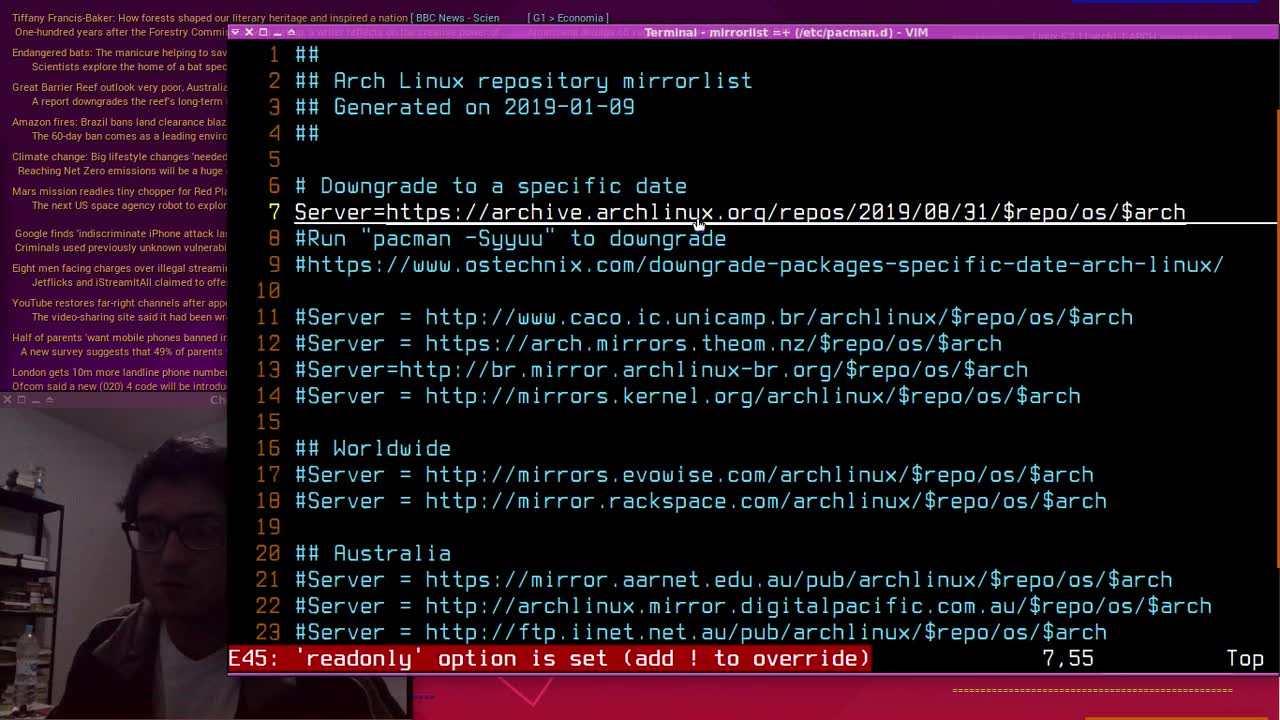 Tiffany Francis-Baker: How forests shaped our literary heritage and inspired a nation [ BBC News - Scien
[ G1 > Economia ]
One-hundred years after the Forestry Commis
Endangered bats: The manicure helping to sav
Scientists explore the home of a bat spec
Great Barrier Reef outlook very poor, Australia
A report downgrades the reef's long-term
Amazon fires: Brazil bans land clearance blaz
The 60-day ban comes as a leading enviro
Climate change: Big lifestyle changes 'needed
Reaching Net Zero emissions will be a huge
Mars mission readies tiny chopper for Red Pla
The next US space agency robot to explor
Google finds 'indiscriminate iPhone attack las
Criminals used previously unknown vulnerabi
Eight men facing charges over illegal streami
Jetflicks and iStreamItAll claimed to offe
YouTube restores far-right channels after appe
The video-sharing site said it had been wr
Half of parents 'want mobile phones banned in
A new survey suggests that 49% of parents
London gets 10m more landline phone number
Ofcom said a new (020) 4 code will be introdu
Ch
Terminal - mirrorlist =+ (/etc/pacman.d) - VIM
1 ##
2 ## Arch Linux repository mirrorlist
3 ## Generated on 2019-01-09
4 ##
5
6 # Downgrade to a specific date
7 Server=https://archive.archlinux.org/repos/2019/08/31/$repo/os/$arch
8 #Run "pacman -Syyuu" to downgrade
9 #https://www.ostechnix.com/downgrade-packages-specific-date-arch-linux/
10
11 #Server = http://www.caco.ic.unicamp.br/archlinux/$repo/os/$arch
12 #Server = https://arch.mirrors.theom.nz/$repo/os/$arch
13 #Server=http://br.mirror.archlinux-br.org/$repo/os/$arch
14 #Server = http://mirrors.kernel.org/archlinux/$repo/os/$arch
15
16 ## Worldwide
17 #Server = http://mirrors.evowise.com/archlinux/$repo/os/$arch
18 #Server = http://mirror.rackspace.com/archlinux/$repo/os/$arch
19
20 ## Australia
21 #Server = https://mirror.aarnet.edu.au/pub/archlinux/$repo/os/$arch
22 #Server = http://archlinux.mirror.digitalpacific.com.au/$repo/os/$arch
23 #Server = http://ftp.iinet.net.au/pub/archlinux/$repo/os/$arch
E45: 'readonly' option is set (add ! to override) 7,55 Top